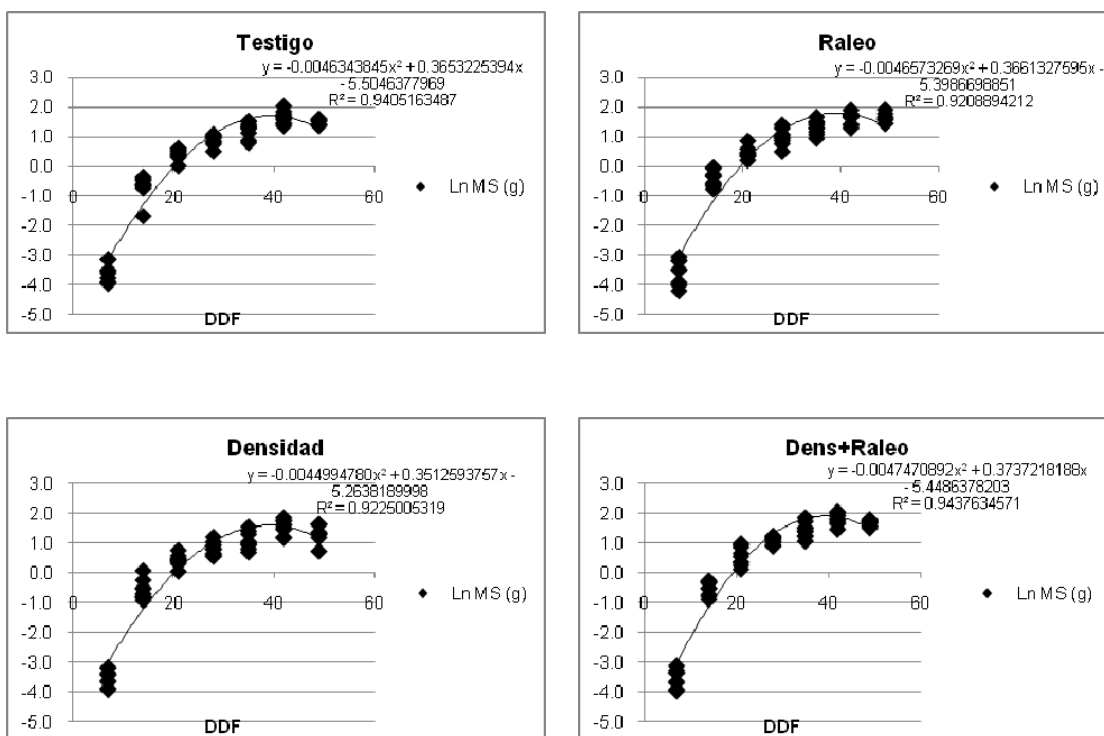 Testigo
y = -0.0046343845x² + 0.3653225394x
- 5.5046377969
R² = 0.9405163487
3.0
2.0
1.0
0.0
-1.0
-2.0
-3.0
-4.0
-5.0
0
20
40
60
Ln MS (g)
DDF
Raleo
y = -0.0046573269x² + 0.3661327595x -
5.3986698851
R² = 0.9208894212
3.0
2.0
1.0
0.0
-1.0
-2.0
-3.0
-4.0
-5.0
0
20
40
60
Ln MS (g)
DDF
Densidad
y = -0.0044994780x² + 0.3512593757x -
5.2638189998
R² = 0.9225005319
3.0
2.0
1.0
0.0
-1.0
-2.0
-3.0
-4.0
-5.0
0
20
40
60
Ln MS (g)
DDF
Dens+Raleo
y = -0.0047470892x² + 0.3737218188x
- 5.4486378203
R² = 0.9437634571
3.0
2.0
1.0
0.0
-1.0
-2.0
-3.0
-4.0
-5.0
0
20
40
60
Ln MS (g)
DDF